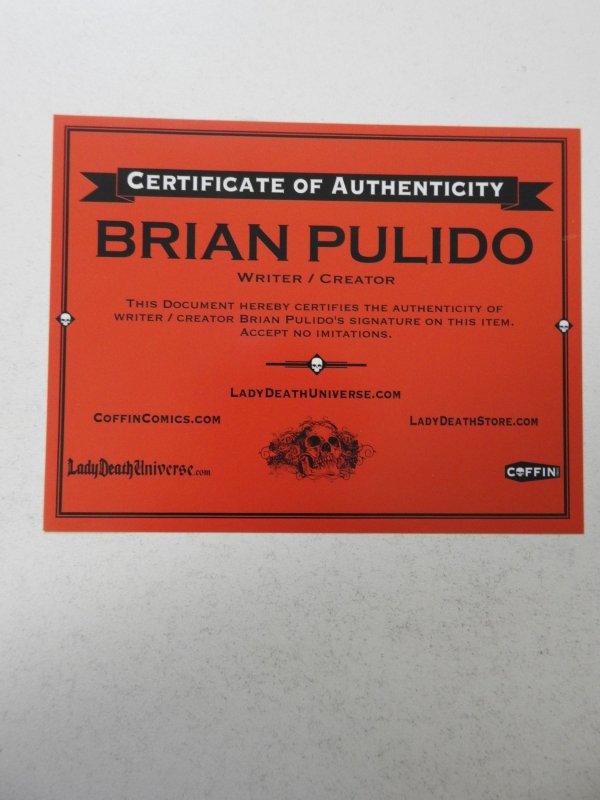 Certificate of Authenticity
BRIAN PULIDO
Writer / Creator
This Document hereby certifies the authenticity of
writer / creator Brian Pulido's signature on this item.
Accept no imitations.
LadyDeathUniverse.com
CoffinComics.com
LadyDeathStore.com
LadyDeathUniverse.com
COFFIN